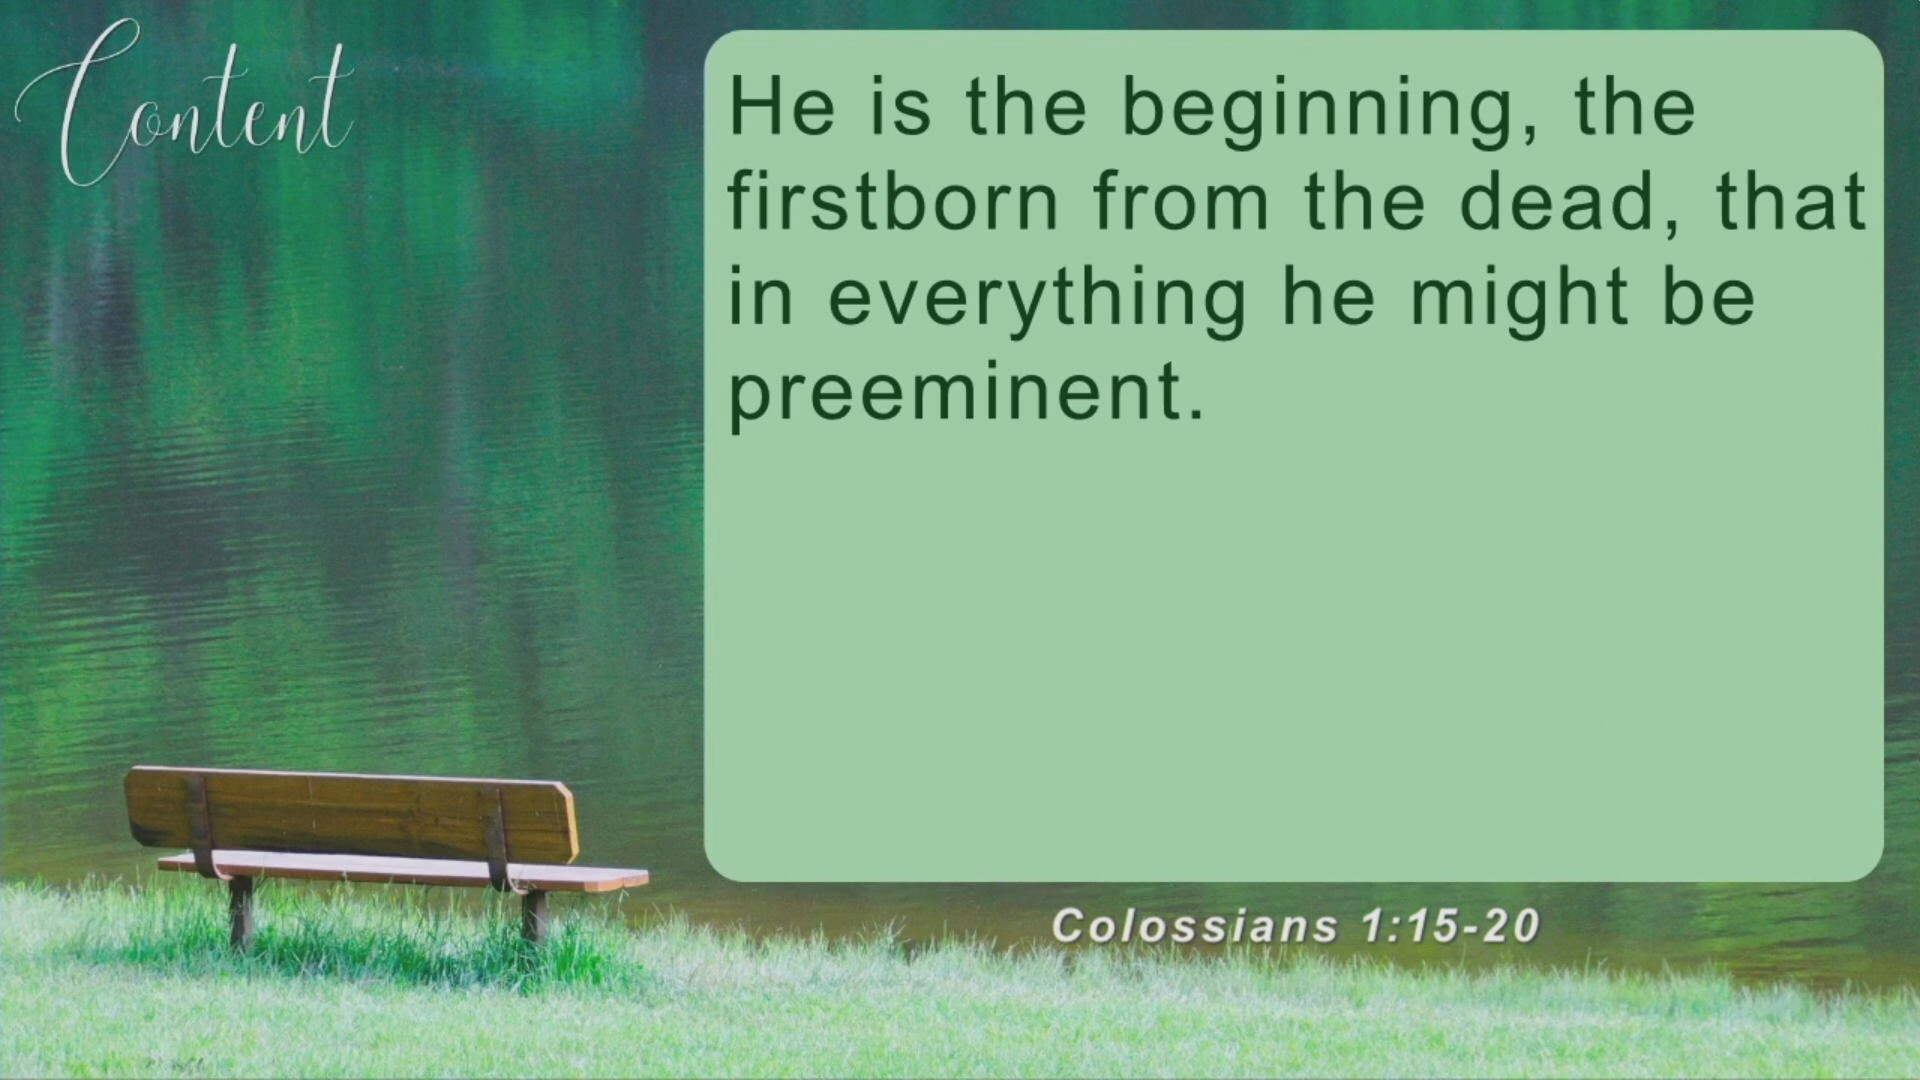 Content
He is the beginning, the
firstborn from the dead, that
in everything he might be
preeminent.
Colossians 1:15-20